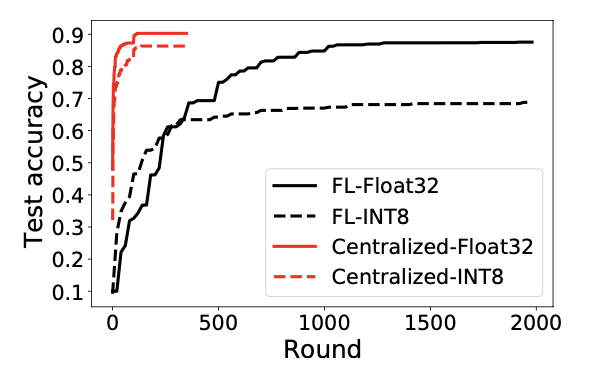 Test accuracy
0.9
0.8
0.7
0.6
0.5
0.4
0.3
0.2
0.1
FL-Float32
FL-INT8
Centralized-Float32
Centralized-INT8
0 500 1000 1500 2000
Round